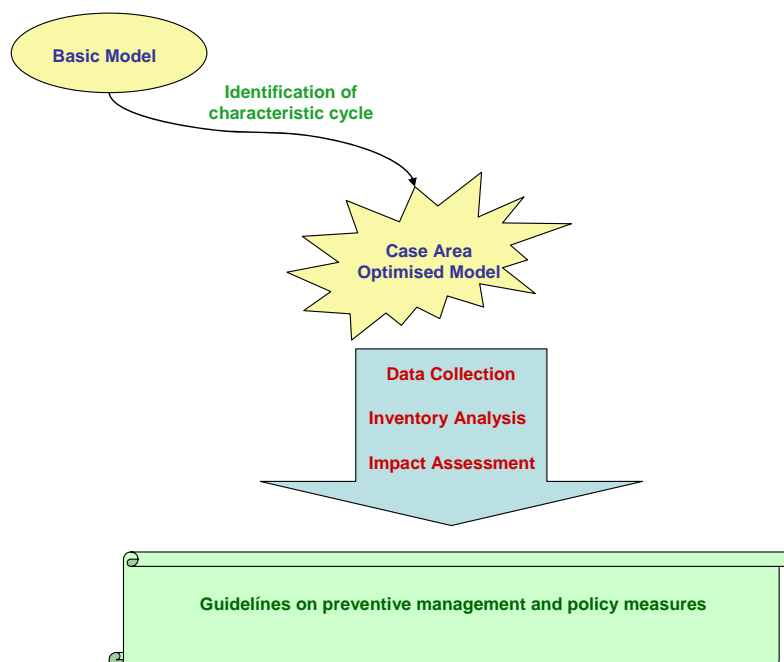 Basic Model
Identification of
characteristic cycle
Case Area
Optimised Model
Data Collection
Inventory Analysis
Impact Assessment
Guidelínes on preventive management and policy measures